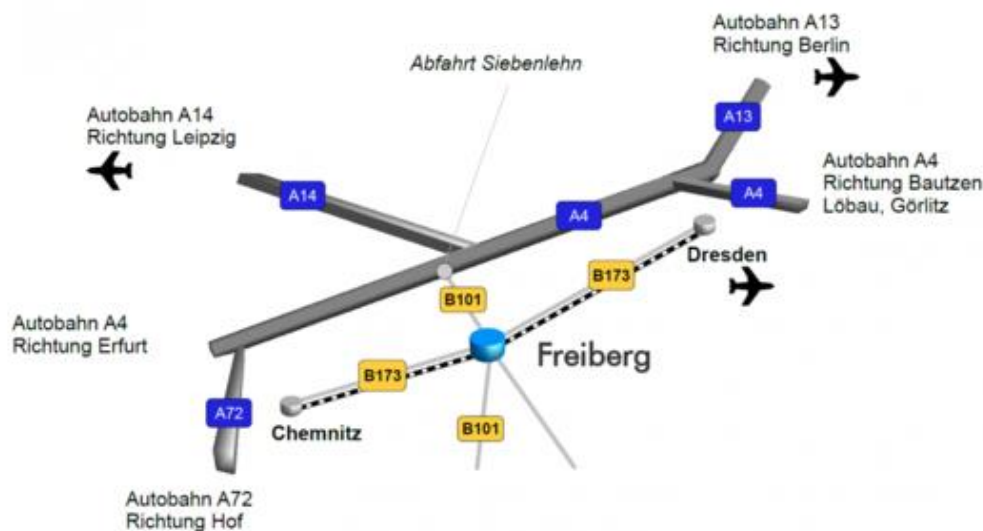 Autobahn A13
Richtung Berlin
Abfahrt Siebenlehn
Autobahn A14
Richtung Leipzig
A13
Autobahn A4
Richtung Bautzen
Löbau, Görlitz
A14
A4
A4
Dresden
B101
B173
Autobahn A4
Richtung Erfurt
Freiberg
B173
A72
Chemnitz
B101
Autobahn A72
Richtung Hof